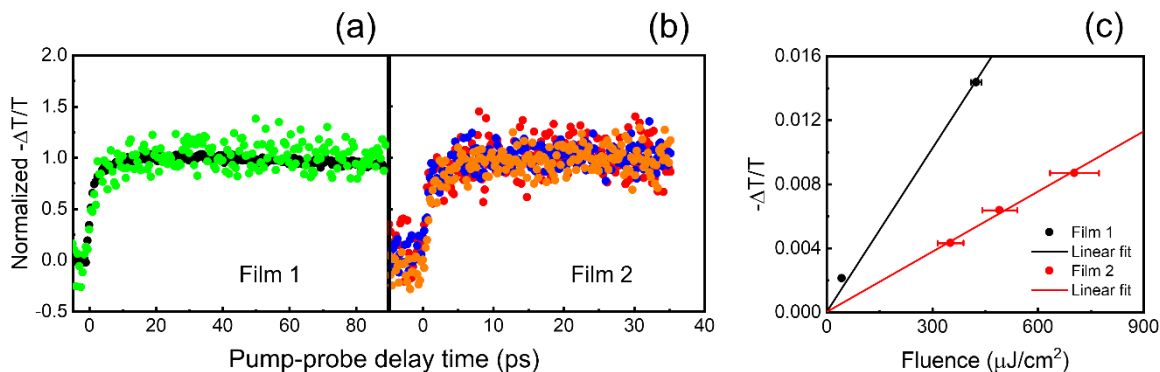 (a)
(b)
(c)
Normalized -ΔT/T
2.0
1.5
1.0
0.5
0.0
-0.5
Film 1
Film 2
0 20 40 60 80 0 10 20 30 40
Pump-probe delay time (ps)
-ΔT/T
0.016
0.012
0.008
0.004
0.000
Film 1
Linear fit
Film 2
Linear fit
0 300 600 900
Fluence (μJ/cm²)